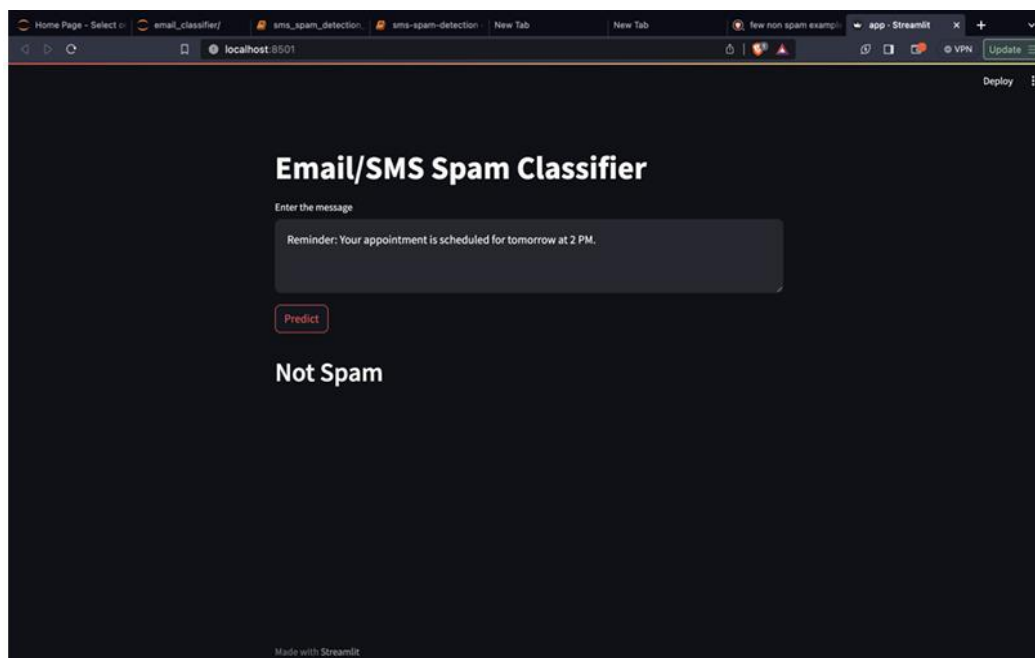 Home Page - Select o
email_classifier/
sms_spam_detection_
sms-spam-detection
New Tab
New Tab
few non spam example
app - Streamlit
localhost:8501
VPN
Update
Deploy
Email/SMS Spam Classifier
Enter the message
Reminder: Your appointment is scheduled for tomorrow at 2 PM.
Predict
Not Spam
Made with Streamlit